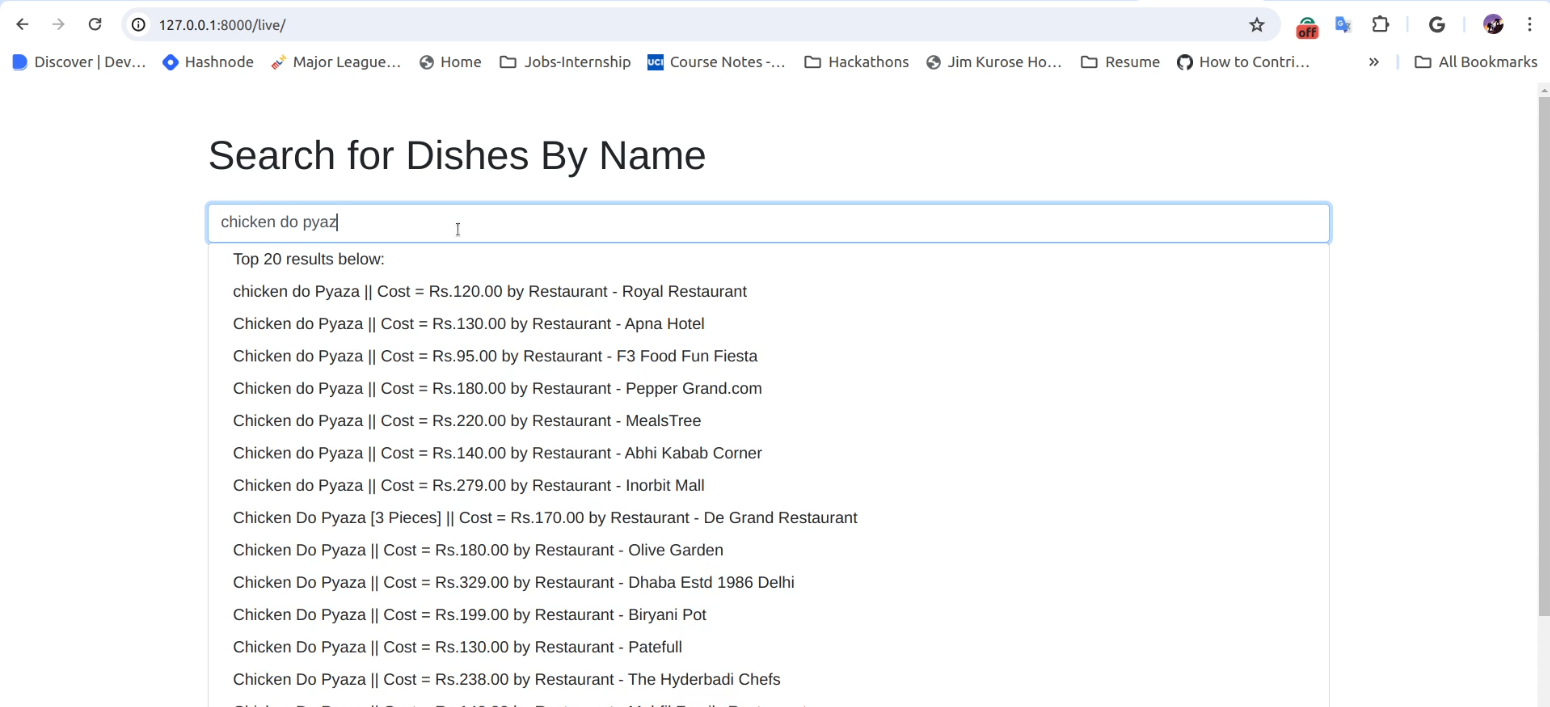 127.0.0.1:8000/live/
off
Discover | Dev... Hashnode Major League... Home Jobs-Internship UCI Course Notes -... Hackathons Jim Kurose Ho... Resume How to Contri... » All Bookmarks
Search for Dishes By Name
chicken do pyaz
Top 20 results below:
chicken do Pyaza || Cost = Rs.120.00 by Restaurant - Royal Restaurant
Chicken do Pyaza || Cost = Rs.130.00 by Restaurant - Apna Hotel
Chicken do Pyaza || Cost = Rs.95.00 by Restaurant - F3 Food Fun Fiesta
Chicken do Pyaza || Cost = Rs.180.00 by Restaurant - Pepper Grand.com
Chicken do Pyaza || Cost = Rs.220.00 by Restaurant - MealsTree
Chicken do Pyaza || Cost = Rs.140.00 by Restaurant - Abhi Kabab Corner
Chicken do Pyaza || Cost = Rs.279.00 by Restaurant - Inorbit Mall
Chicken Do Pyaza [3 Pieces] || Cost = Rs.170.00 by Restaurant - De Grand Restaurant
Chicken Do Pyaza || Cost = Rs.180.00 by Restaurant - Olive Garden
Chicken Do Pyaza || Cost = Rs.329.00 by Restaurant - Dhaba Estd 1986 Delhi
Chicken Do Pyaza || Cost = Rs.199.00 by Restaurant - Biryani Pot
Chicken Do Pyaza || Cost = Rs.130.00 by Restaurant - Patefull
Chicken Do Pyaza || Cost = Rs.238.00 by Restaurant - The Hyderbadi Chefs